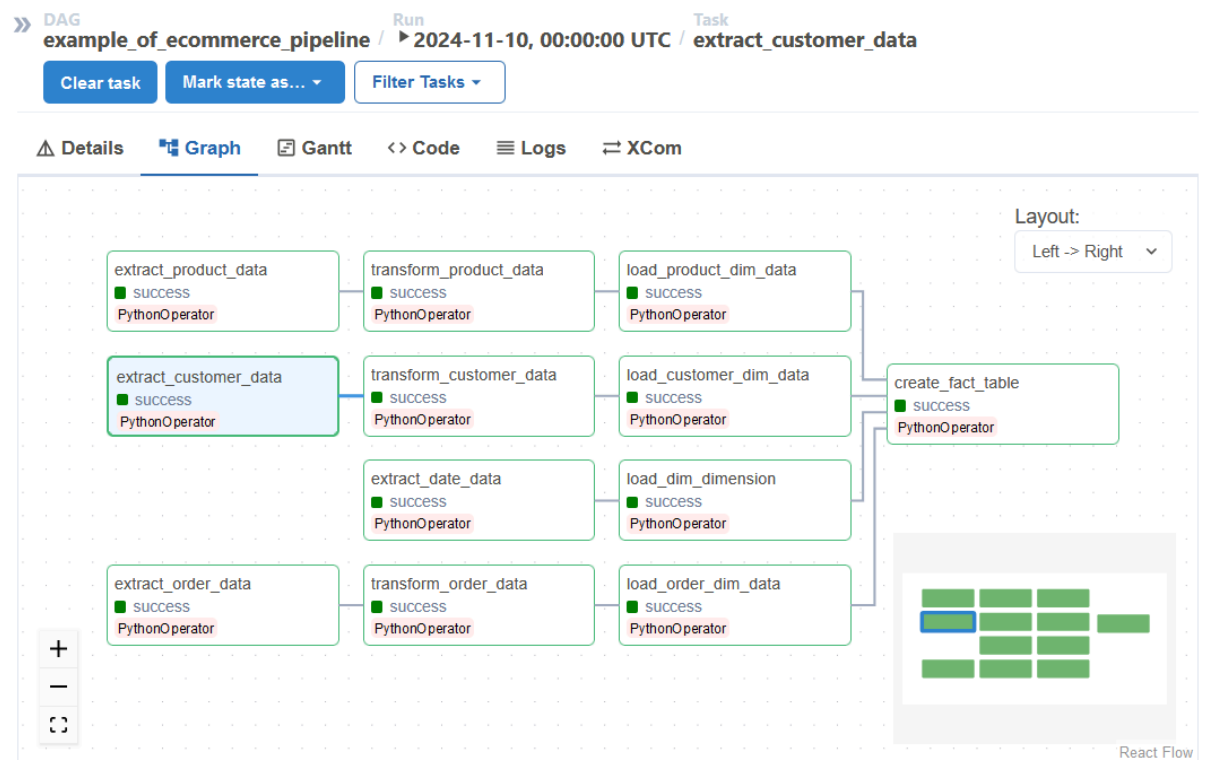 DAG
example_of_ecommerce_pipeline
/
Run
2024-11-10, 00:00:00 UTC
/
Task
extract_customer_data
Clear task
Mark state as...
Filter Tasks
Details
Graph
Gantt
Code
Logs
XCom
Layout:
Left -> Right
extract_product_data
success
PythonOperator
transform_product_data
success
PythonOperator
load_product_dim_data
success
PythonOperator
extract_customer_data
success
PythonOperator
transform_customer_data
success
PythonOperator
load_customer_dim_data
success
PythonOperator
create_fact_table
success
PythonOperator
extract_date_data
success
PythonOperator
load_dim_dimension
success
PythonOperator
extract_order_data
success
PythonOperator
transform_order_data
success
PythonOperator
load_order_dim_data
success
PythonOperator
React Flow